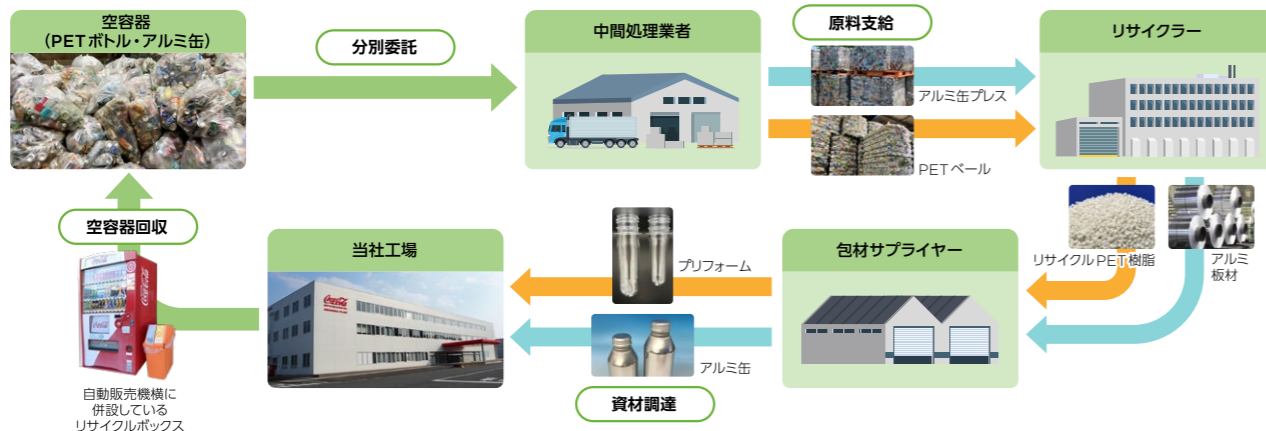 空容器
（PETボトル・アルミ缶）
分別委託
中間処理業者
原料支給
アルミ缶プレス
PETベール
リサイクラー
リサイクルPET樹脂
アルミ
板材
包材サプライヤー
プリフォーム
アルミ缶
資材調達
当社工場
Coca-Cola
空容器回収
Coca-Cola
自動販売機横に
併設している
リサイクルボックス